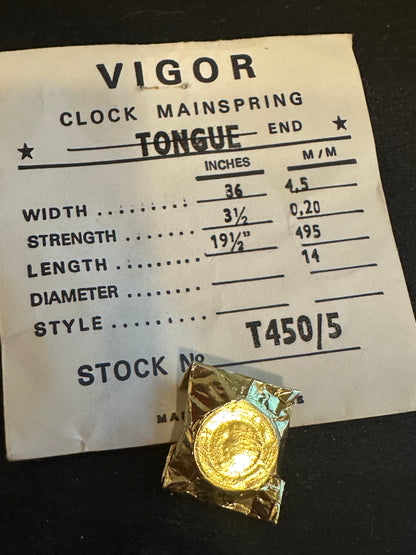 VIGOR
CLOCK MAINSPRING
★ TONGUE END ★
INCHES M/M
WIDTH ........ 36 4.5
STRENGTH ........ 3½ 0,20
LENGTH ........ 19½" 495
DIAMETER ....... 14
STYLE .......
STOCK No T450/5